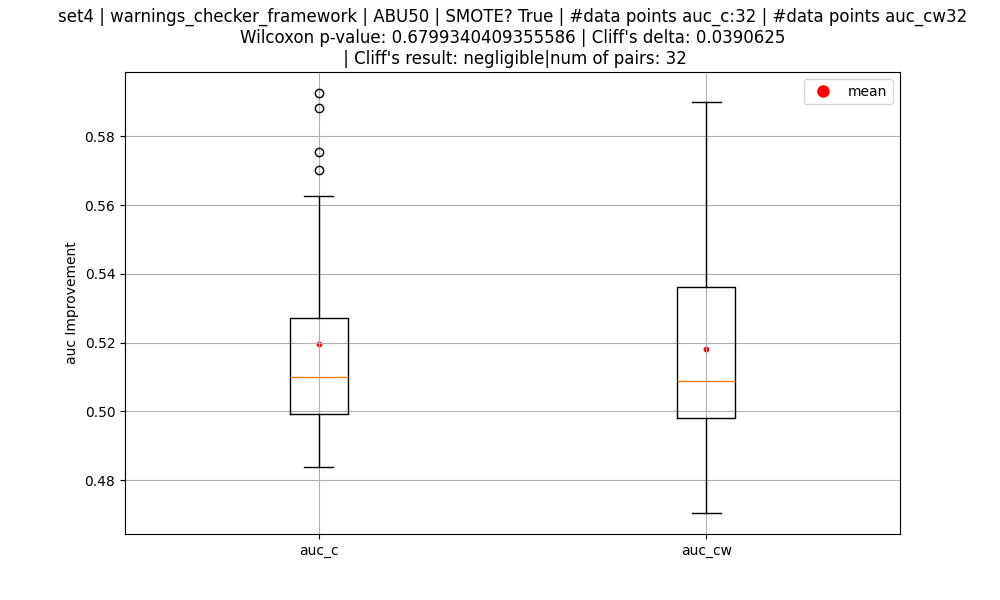 set4 | warnings_checker_framework | ABU50 | SMOTE? True | #data points auc_c:32 | #data points auc_cw32
Wilcoxon p-value: 0.6799340409355586 | Cliff's delta: 0.0390625
| Cliff's result: negligible|num of pairs: 32
mean
0.58
0.56
0.54
0.52
0.50
0.48
auc Improvement
auc_c
auc_cw